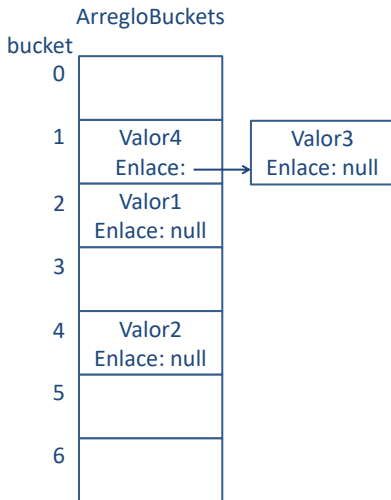 ArregloBuckets
bucket
0
1
Valor4
Enlace:
Valor3
Enlace: null
2
Valor1
Enlace: null
3
4
Valor2
Enlace: null
5
6